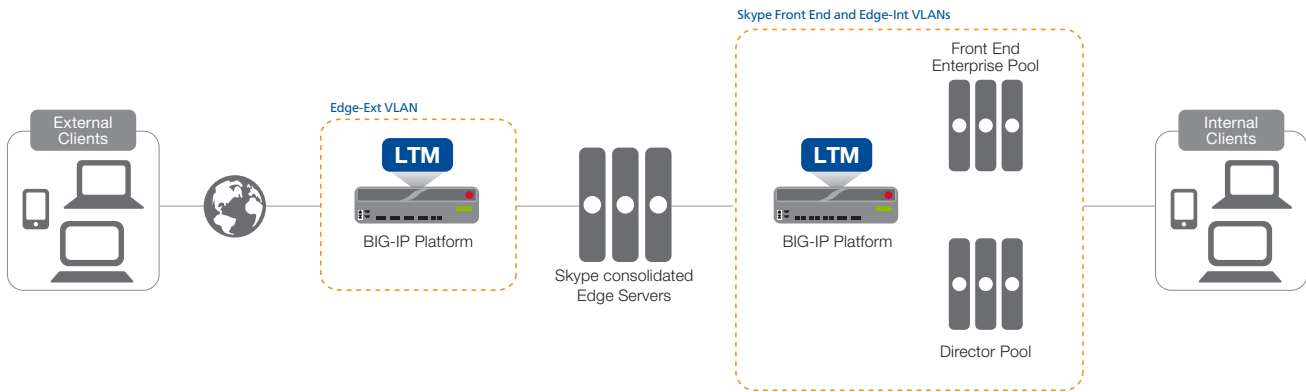 Skype Front End and Edge-Int VLANs
Front End
Enterprise Pool
Edge-Ext VLAN
External
Clients
Internal
Clients
LTM
LTM
BIG-IP Platform
BIG-IP Platform
Skype consolidated
Edge Servers
Director Pool